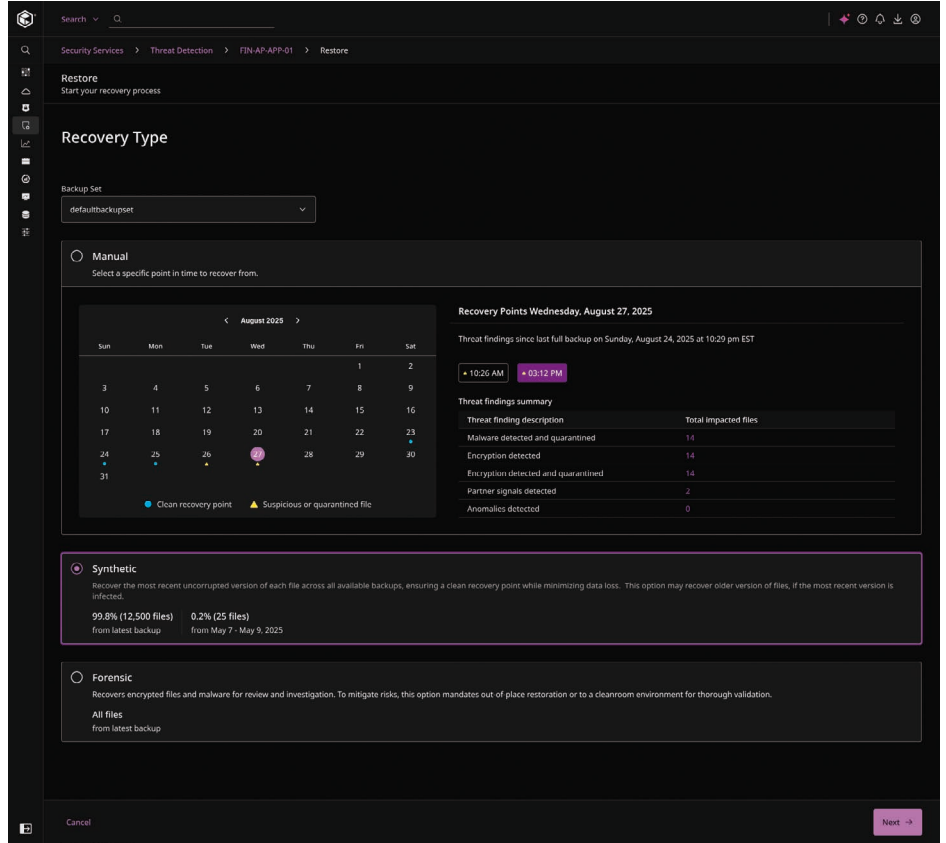 Search
Security Services > Threat Detection > FIN-AP-APP-01 > Restore
Restore
Start your recovery process
Recovery Type
Backup Set
defaultbackupset
Manual
Select a specific point in time to recover from.
August 2025
Sun Mon Tue Wed Thu Fri Sat
1 2
3 4 5 6 7 8 9
10 11 12 13 14 15 16
17 18 19 20 21 22 23
24 25 26 27 28 29 30
31
Clean recovery point Suspicious or quarantined file
Recovery Points Wednesday, August 27, 2025
Threat findings since last full backup on Sunday, August 24, 2025 at 10:29 pm EST
10:26 AM 03:12 PM
Threat findings summary
Threat finding description Total impacted files
Malware detected and quarantined 14
Encryption detected 14
Encryption detected and quarantined 14
Partner signals detected 2
Anomalies detected 0
Synthetic
Recover the most recent uncorrupted version of each file across all available backups, ensuring a clean recovery point while minimizing data loss. This option may recover older version of files, if the most recent version is
infected.
99.8% (12,500 files) 0.2% (25 files)
from latest backup from May 7 - May 9, 2025
Forensic
Recovers encrypted files and malware for review and investigation. To mitigate risks, this option mandates out of place restoration or to a cleanroom environment for thorough validation.
All files
from latest backup
Cancel Next